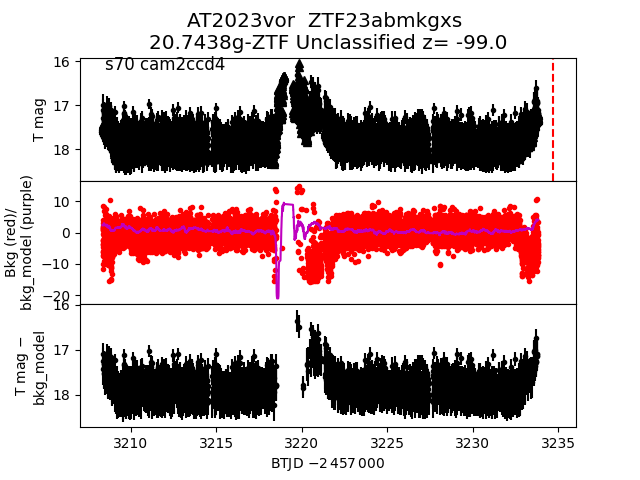 AT2023vor  ZTF23abmkgxs
20.7438g-ZTF Unclassified z= -99.0
s70 cam2ccd4
16
17
18
T mag
10
0
−10
−20
Bkg (red)/
bkg_model (purple)
16
17
18
T mag −
bkg_model
3210 3215 3220 3225 3230 3235
BTJD −2 457 000